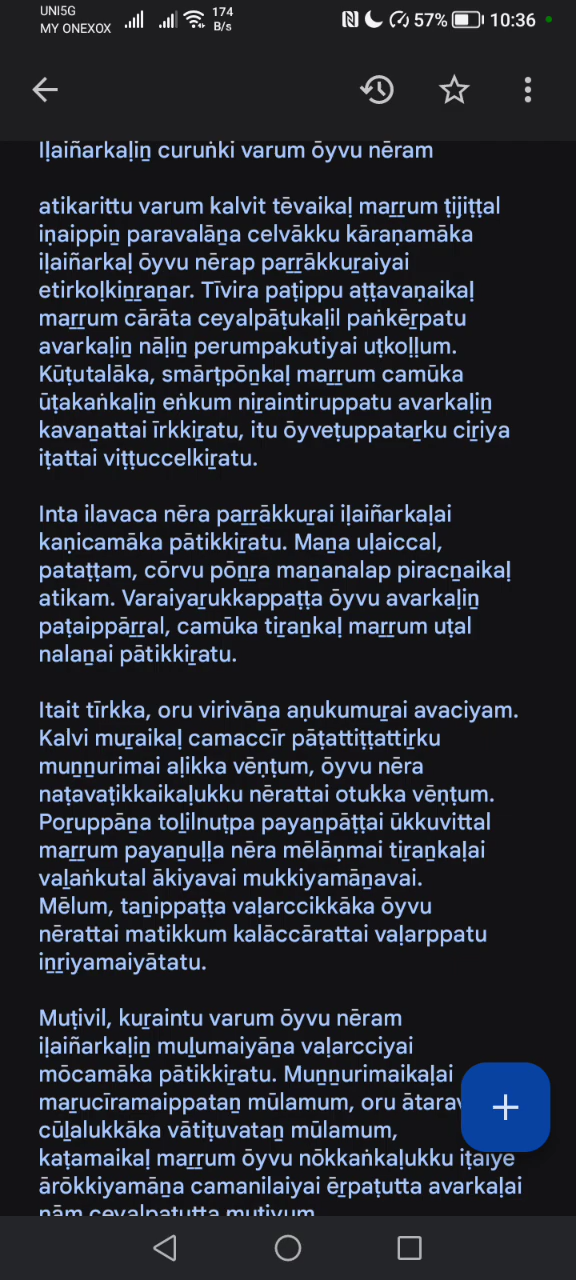 UNI5G
MY ONEXOX
174
B/s
57%
10:36
Iḷaiñarkaḷiṉ curuṅki varum ōyvu nēram
atikarittu varum kalvit tēvaikaḷ maṟṟum ṭijiṭṭal
iṇaippiṉ paravalāṉa celvākku kāraṇamāka
iḷaiñarkaḷ ōyvu nērap paṟṟākkuṟaiyai
etirkoḷkiṉṟaṉar. Tīvira paṭippu aṭṭavaṇaikaḷ
maṟṟum cārāta ceyalpāṭukaḷil paṅkēṟpatu
avarkaḷiṉ nāḷiṉ perumpakutiyai uṭkoḷḷum.
Kūṭutalāka, smārṭpōṉkaḷ maṟṟum camūka
ūṭakaṅkaḷiṉ eṅkum niṟaintiruppatu avarkaḷiṉ
kavaṉattai īrkkiṟatu, itu ōyveṭuppataṟku ciṟiya
iṭattai viṭṭuccelkiṟatu.
Inta ilavaca nēra paṟṟākkuṟai iḷaiñarkaḷai
kaṇicamāka pātikkiṟatu. Maṉa uḷaiccal,
pataṭṭam, cōrvu pōṉṟa maṉanalap piracṉaikaḷ
atikam. Varaiyaṟukkappaṭṭa ōyvu avarkaḷiṉ
paṭaippāṟṟal, camūka tiṟaṉkaḷ maṟṟum uṭal
nalaṉai pātikkiṟatu.
Itait tīrkka, oru virivāṉa aṇukumuṟai avaciyam.
Kalvi muṟaikaḷ camaccīr pāṭattiṭṭattiṟku
muṉṉurimai aḷikka vēṇṭum, ōyvu nēra
naṭavaṭikkaikaḷukku nērattai otukka vēṇṭum.
Poṟuppāṉa toḻilnuṭpa payaṉpāṭṭai ūkkuvittal
maṟṟum payaṉuḷḷa nēra mēlāṇmai tiṟaṉkaḷai
vaḻaṅkutal ākiyavai mukkiyamāṉavai.
Mēlum, taṉippaṭṭa vaḷarccikkāka ōyvu
nērattai matikkum kalāccārattai vaḷarppatu
iṉṟiyamaiyātatu.
Muṭivil, kuṟaintu varum ōyvu nēram
iḷaiñarkaḷiṉ muḻumaiyāṉa vaḷarcciyai
mōcamāka pātikkiṟatu. Muṉṉurimaikaḷai
maṟucīramaippataṉ mūlamum, oru
cūḻalukkāka vātiṭuvataṉ mūlamum,
kaṭamaikaḷ maṟṟum ōyvu nōkkaṅkaḷukku iṭaiyē
ārōkkiyamāṉa camanilaiyai ēṟpaṭutta avarkaḷai
nām ceyalpaṭutta muṭiyum.